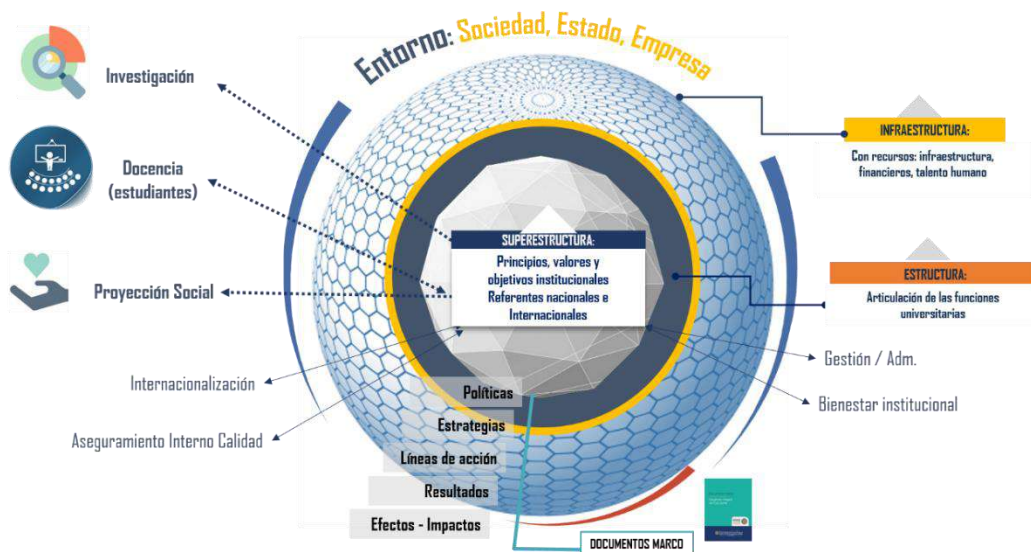 Entorno: Sociedad, Estado, Empresa
Investigación
Docencia
(estudiantes)
Proyección Social
Internacionalización
Aseguramiento Interno Calidad
SUPERESTRUCTURA:
Principios, valores y
objetivos institucionales
Referentes nacionales e
Internacionales
INFRAESTRUCTURA:
Con recursos: infraestructura,
financieros, talento humano
ESTRUCTURA:
Articulación de las funciones
universitarias
Gestión / Adm.
Bienestar institucional
Políticas
Estrategias
Líneas de acción
Resultados
Efectos - Impactos
DOCUMENTOS MARCO